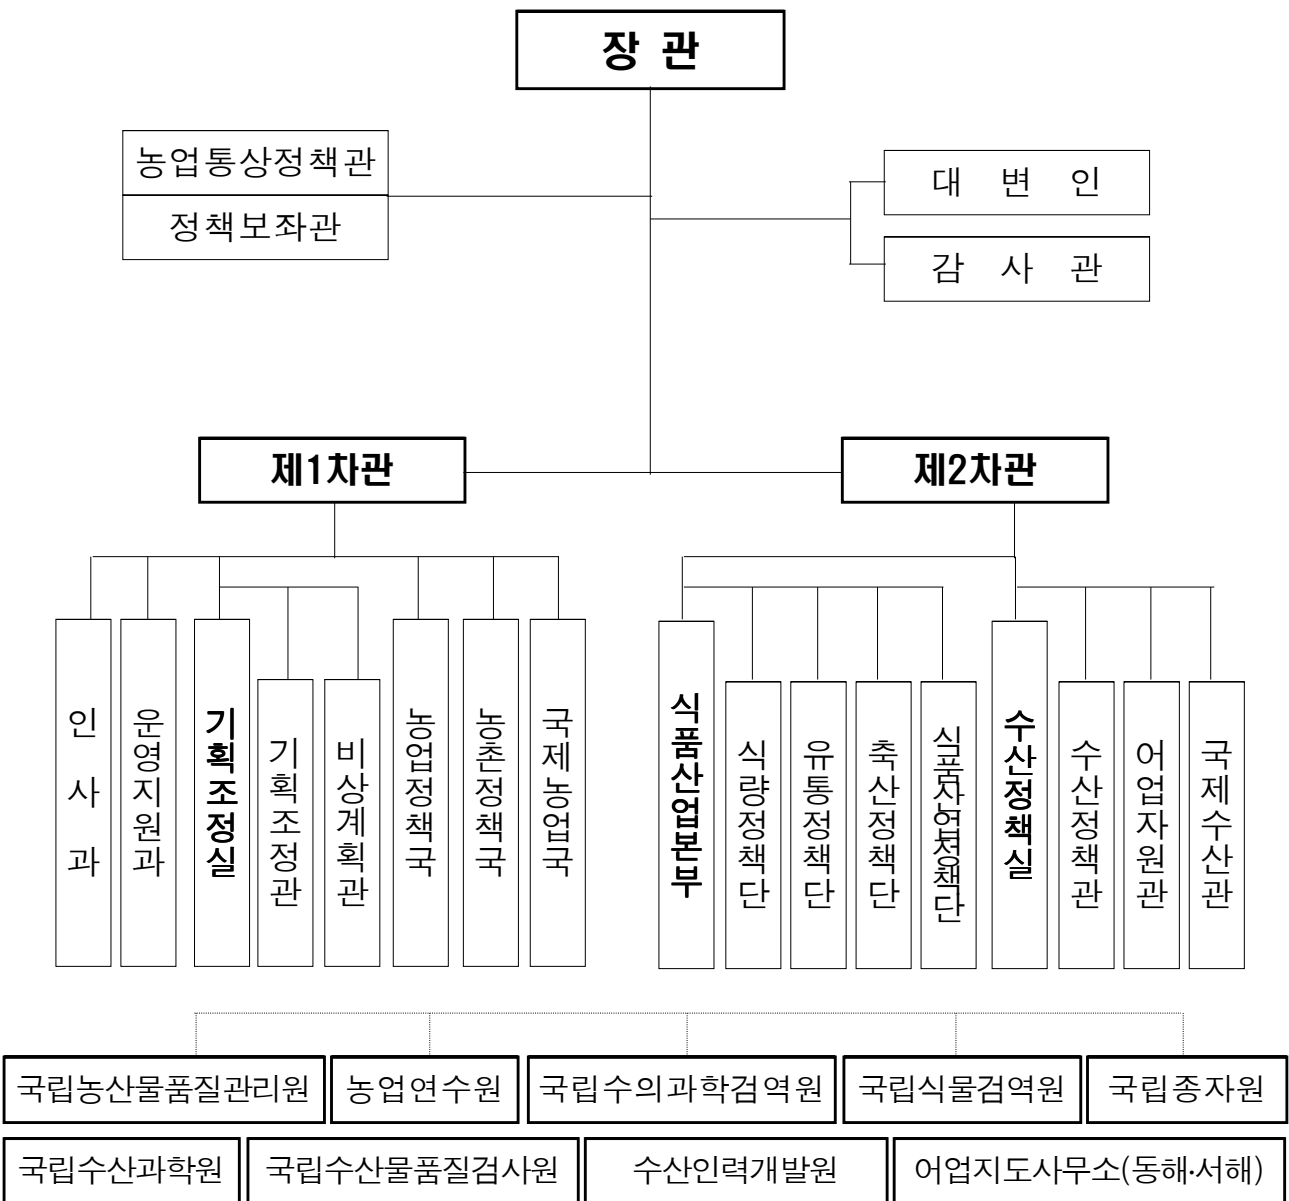 장 관
농업통상정책관
정책보좌관
대 변 인
감 사 관
제1차관
제2차관
인사과
운영지원과
기획조정실
기획조정관
비상계획관
농업정책국
농촌정책국
국제농업국
식품산업본부
식량정책단
유통정책단
축산정책단
식품산업정책단
수산정책실
수산정책관
어업자원관
국제수산관
국립농산물품질관리원
농업연수원
국립수의과학검역원
국립식물검역원
국립종자원
국립수산과학원
국립수산물품질검사원
수산인력개발원
어업지도사무소(동해·서해)